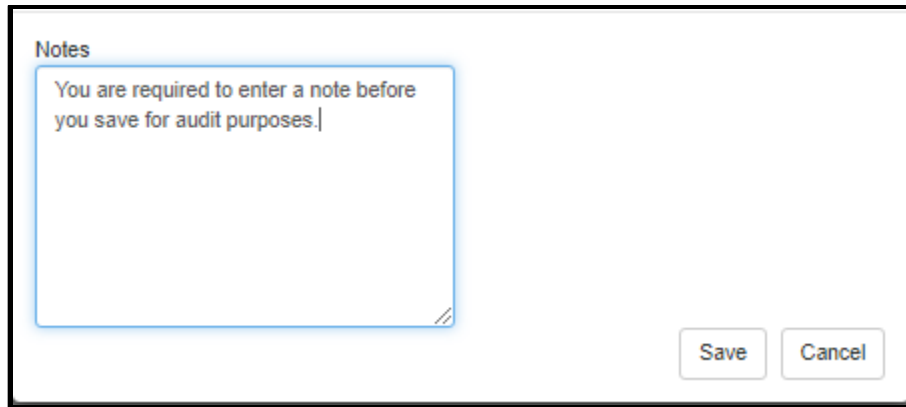 Notes
You are required to enter a note before
you save for audit purposes.
Save
Cancel